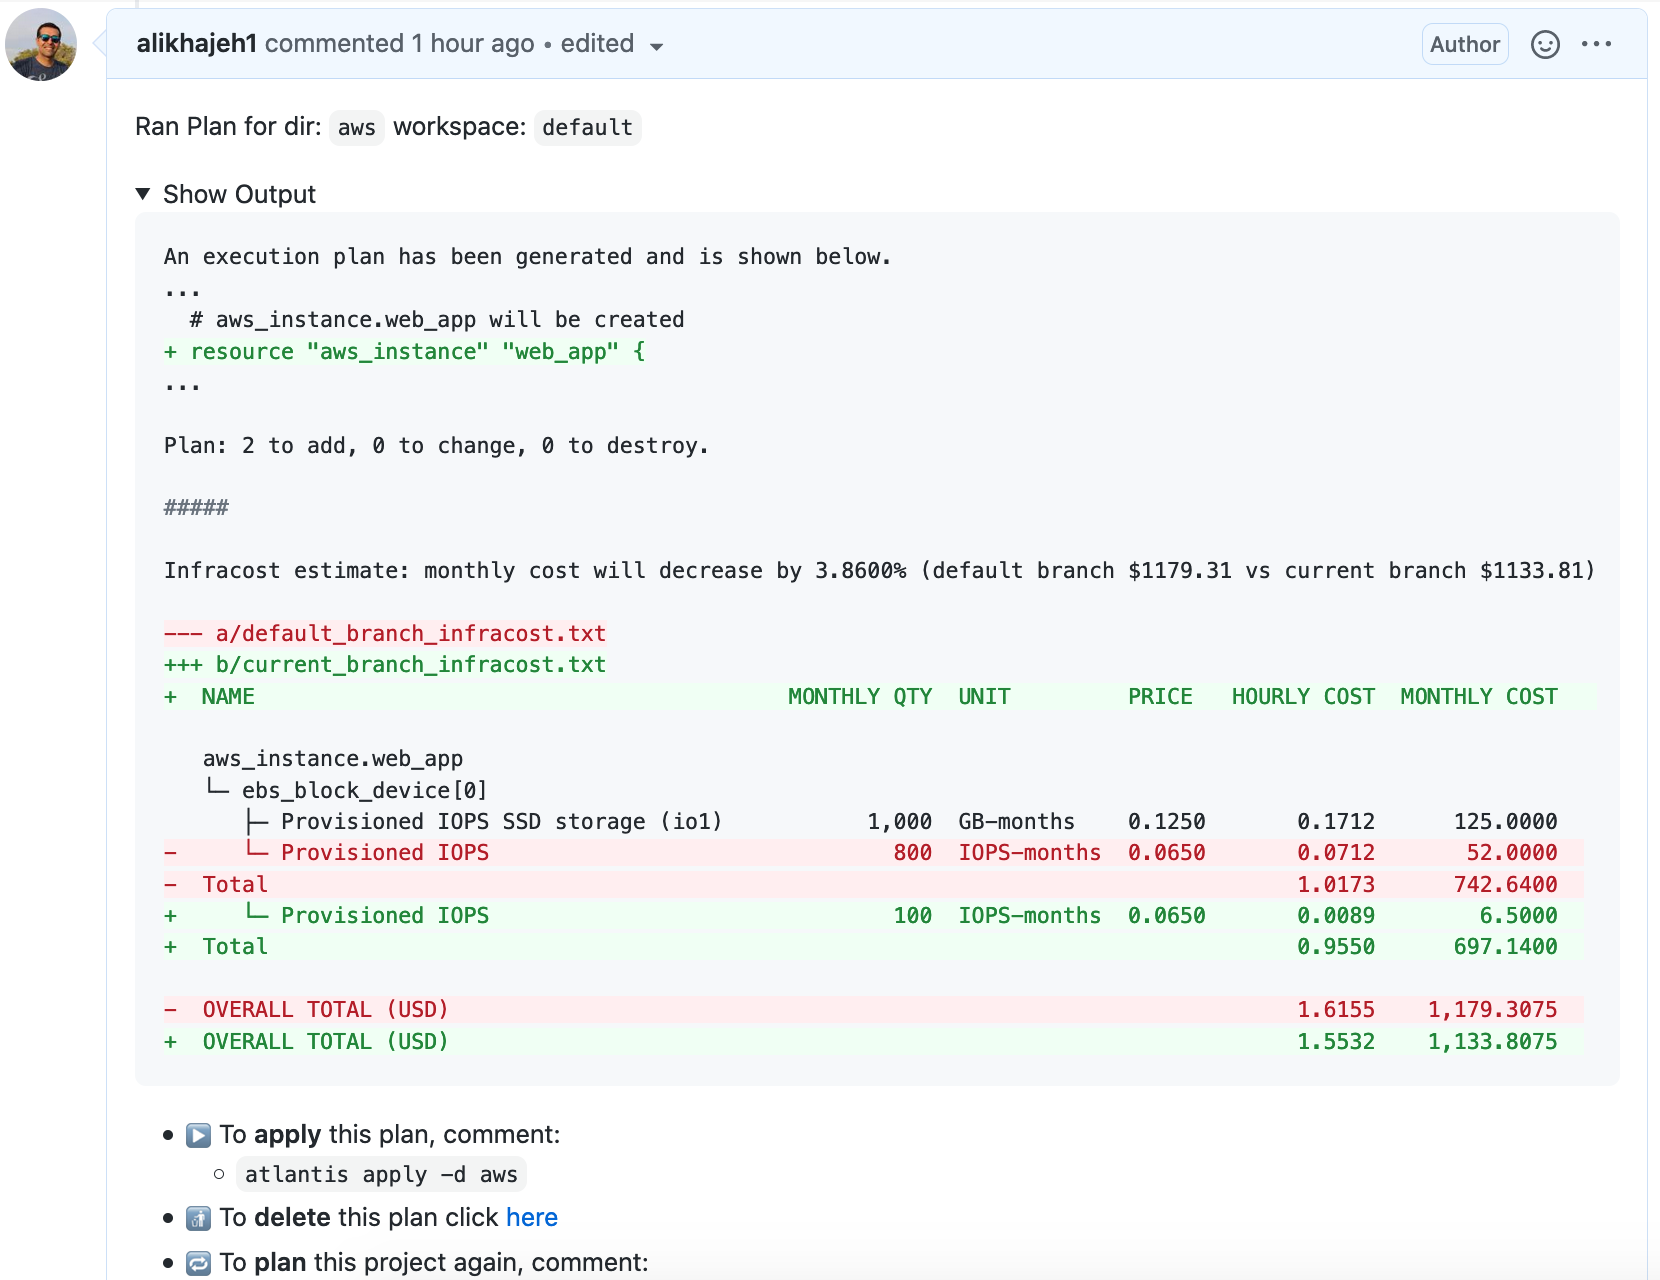 alikhajeh1 commented 1 hour ago • edited
Author
Ran Plan for dir: aws workspace: default
▼ Show Output
An execution plan has been generated and is shown below.
...
  # aws_instance.web_app will be created
+ resource "aws_instance" "web_app" {
...
Plan: 2 to add, 0 to change, 0 to destroy.
#####
Infracost estimate: monthly cost will decrease by 3.8600% (default branch $1179.31 vs current branch $1133.81)
--- a/default_branch_infracost.txt
+++ b/current_branch_infracost.txt
+  NAME  MONTHLY QTY  UNIT  PRICE  HOURLY COST  MONTHLY COST
   aws_instance.web_app
   └─ ebs_block_device[0]
      ├─ Provisioned IOPS SSD storage (io1)  1,000  GB-months  0.1250  0.1712  125.0000
-     └─ Provisioned IOPS  800  IOPS-months  0.0650  0.0712  52.0000
-  Total  1.0173  742.6400
+     └─ Provisioned IOPS  100  IOPS-months  0.0650  0.0089  6.5000
+  Total  0.9550  697.1400
-  OVERALL TOTAL (USD)  1.6155  1,179.3075
+  OVERALL TOTAL (USD)  1.5532  1,133.8075
• ▶️ To apply this plan, comment:
◦ atlantis apply -d aws
• 🚮 To delete this plan click here
• 🔁 To plan this project again, comment: